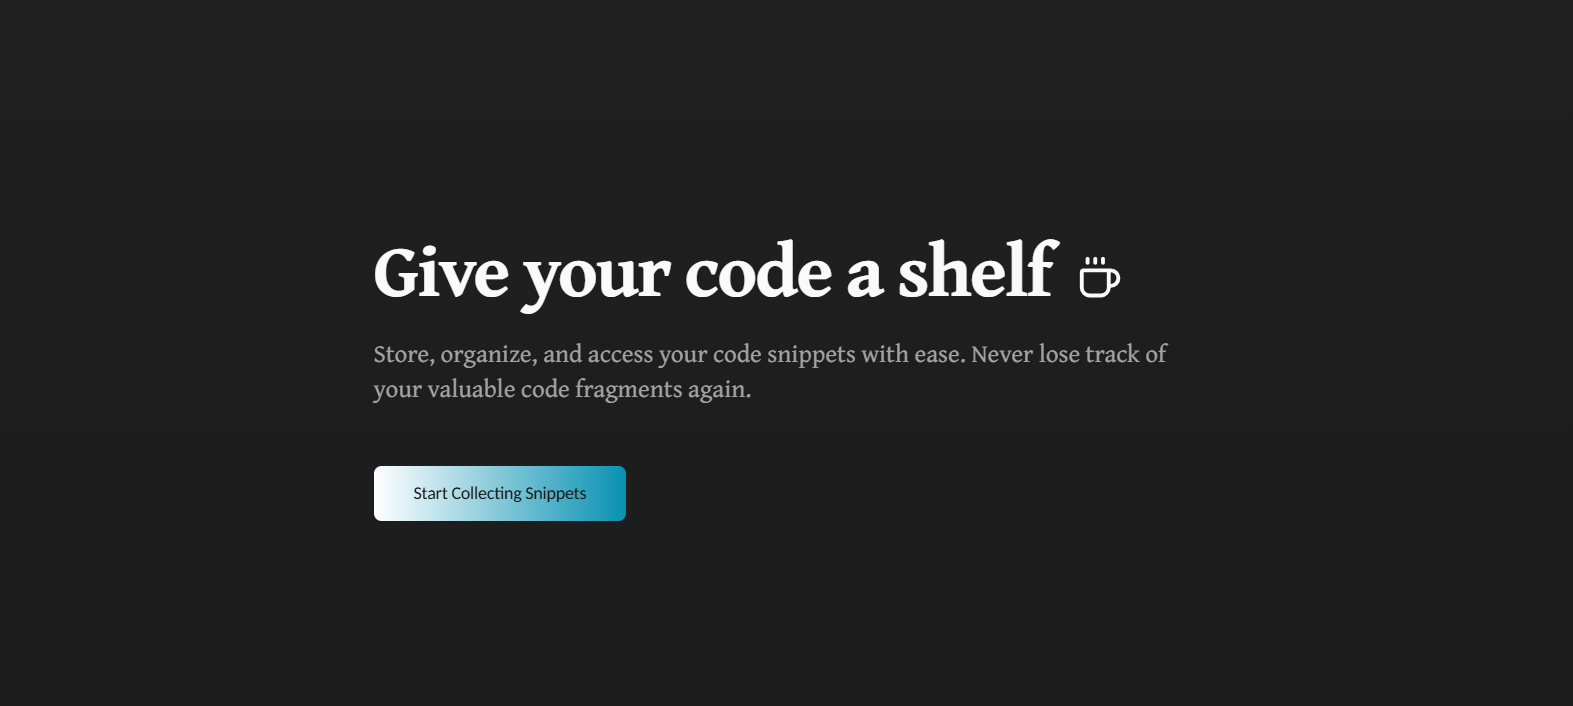 Give your code a shelf
Store, organize, and access your code snippets with ease. Never lose track of
your valuable code fragments again.
Start Collecting Snippets